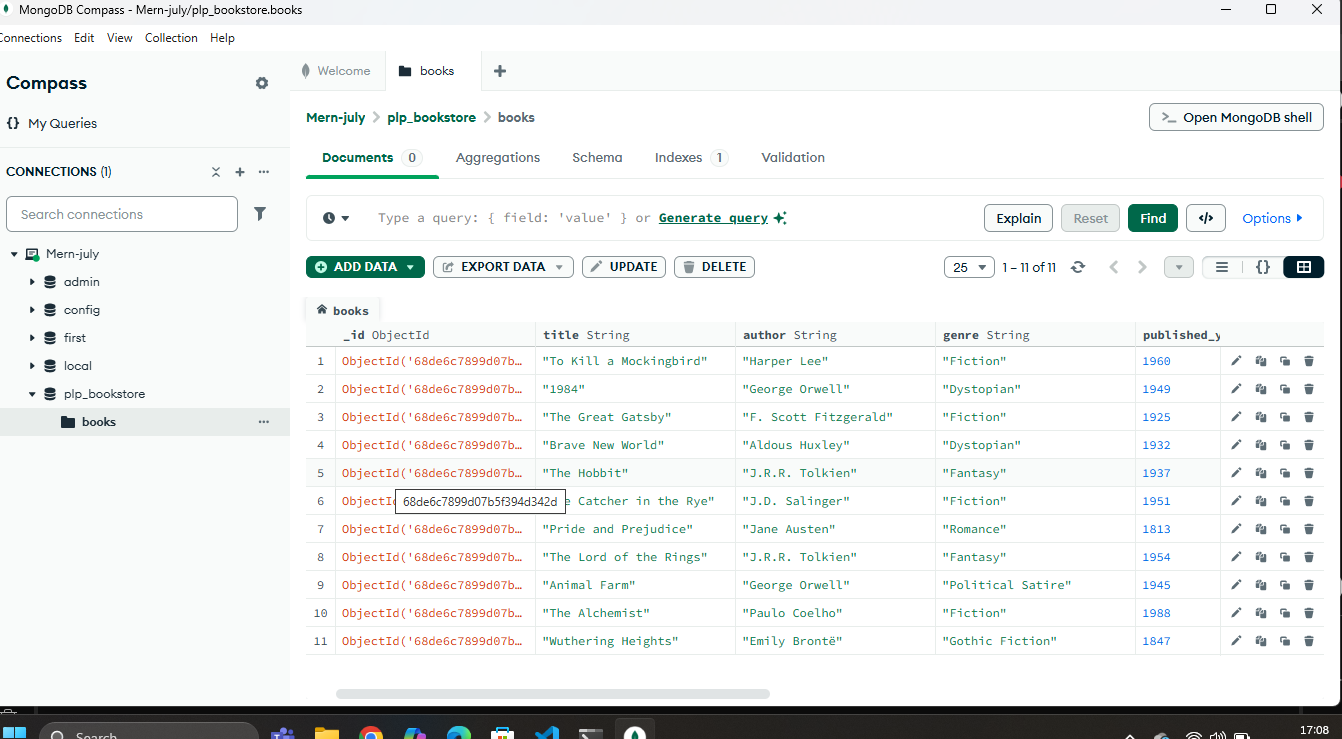 MongoDB Compass - Mern-july/plp_bookstore.books
Connections Edit View Collection Help
Compass
My Queries
CONNECTIONS (1)
Search connections
Mern-july
admin
config
first
local
plp_bookstore
books
Welcome books
Mern-july > plp_bookstore > books
>_ Open MongoDB shell
Documents 0 Aggregations Schema Indexes 1 Validation
Type a query: { field: 'value' } or Generate query
Explain Reset Find </> Options
ADD DATA EXPORT DATA UPDATE DELETE
25 1 – 11 of 11 {}
books
_id ObjectId title String author String genre String published_y
1 ObjectId('68de6c7899d07b… "To Kill a Mockingbird" "Harper Lee" "Fiction" 1960
2 ObjectId('68de6c7899d07b… "1984" "George Orwell" "Dystopian" 1949
3 ObjectId('68de6c7899d07b… "The Great Gatsby" "F. Scott Fitzgerald" "Fiction" 1925
4 ObjectId('68de6c7899d07b… "Brave New World" "Aldous Huxley" "Dystopian" 1932
5 ObjectId('68de6c7899d07b… "The Hobbit" "J.R.R. Tolkien" "Fantasy" 1937
6 ObjectId 68de6c7899d07b5f394d342d e Catcher in the Rye" "J.D. Salinger" "Fiction" 1951
7 ObjectId('68de6c7899d07b… "Pride and Prejudice" "Jane Austen" "Romance" 1813
8 ObjectId('68de6c7899d07b… "The Lord of the Rings" "J.R.R. Tolkien" "Fantasy" 1954
9 ObjectId('68de6c7899d07b… "Animal Farm" "George Orwell" "Political Satire" 1945
10 ObjectId('68de6c7899d07b… "The Alchemist" "Paulo Coelho" "Fiction" 1988
11 ObjectId('68de6c7899d07b… "Wuthering Heights" "Emily Brontë" "Gothic Fiction" 1847
Search
17:08